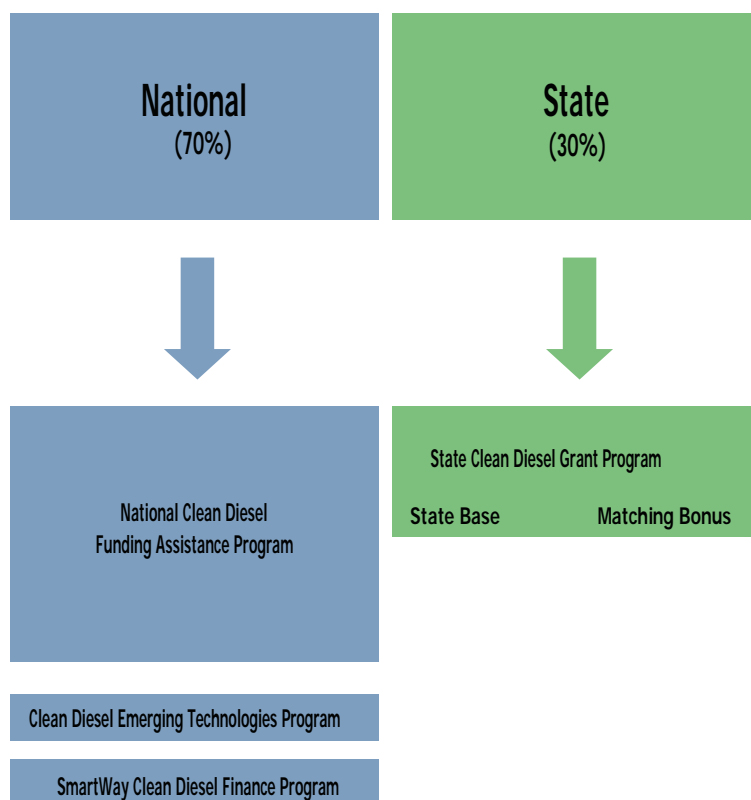 National
(70%)
State
(30%)
National Clean Diesel
Funding Assistance Program
State Clean Diesel Grant Program
State Base
Matching Bonus
Clean Diesel Emerging Technologies Program
SmartWay Clean Diesel Finance Program